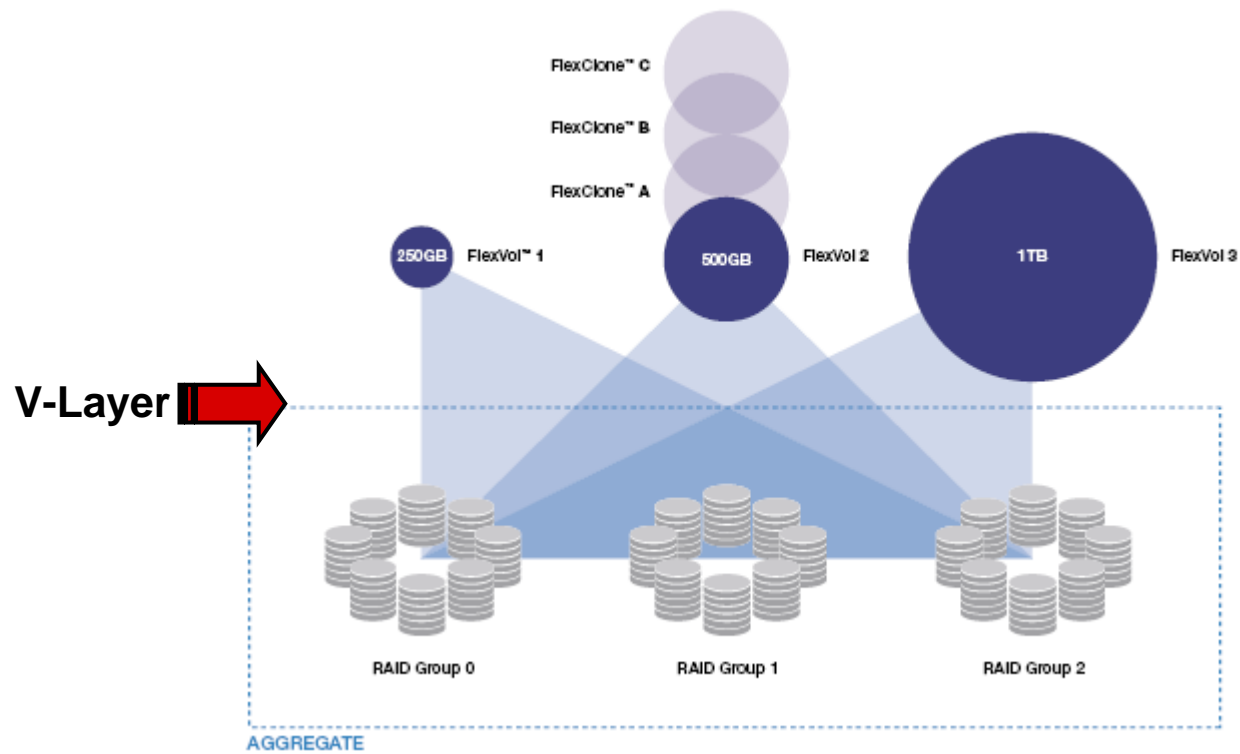 FlexClone™ C
FlexClone™ B
FlexClone™ A
250GB
FlexVol™ 1
500GB
FlexVol 2
1TB
FlexVol 3
V-Layer
RAID Group 0
RAID Group 1
RAID Group 2
AGGREGATE